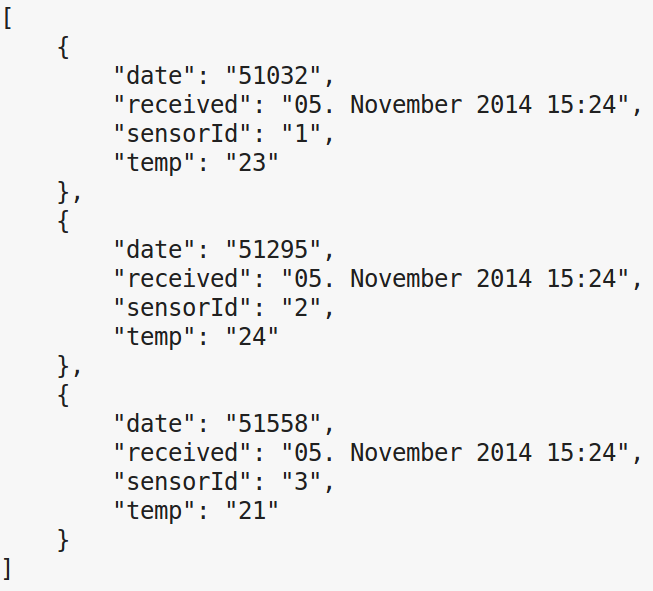 [
    {
        "date": "51032",
        "received": "05. November 2014 15:24",
        "sensorId": "1",
        "temp": "23"
    },
    {
        "date": "51295",
        "received": "05. November 2014 15:24",
        "sensorId": "2",
        "temp": "24"
    },
    {
        "date": "51558",
        "received": "05. November 2014 15:24",
        "sensorId": "3",
        "temp": "21"
    }
]